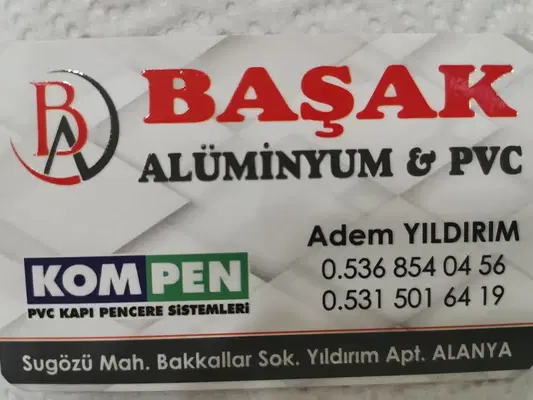 BA
BAŞAK
ALÜMİNYUM & PVC
Adem YILDIRIM
0.536 854 04 56
0.531 501 64 19
KOMPEN
PVC KAPI PENCERE SİSTEMLERİ
Sugözü Mah. Bakkallar Sok. Yıldırım Apt. ALANYA